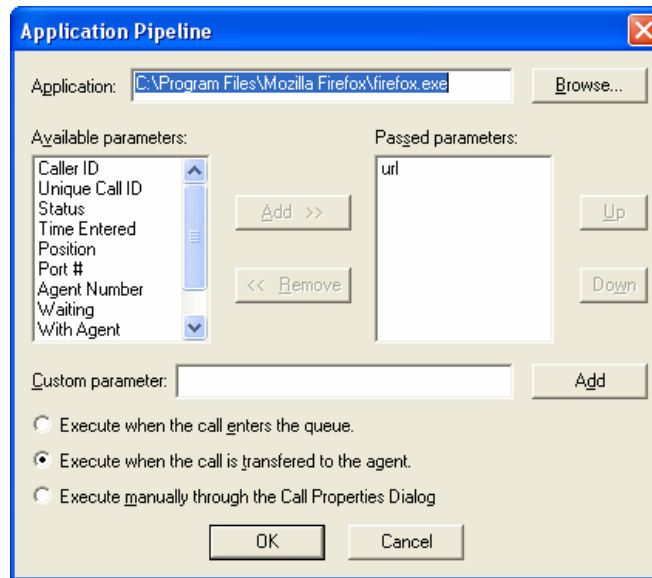 Application Pipeline
Application: C:\Program Files\Mozilla Firefox\firefox.exe Browse...
Available parameters: Passed parameters:
Caller ID url
Unique Call ID
Status
Time Entered
Add >> Up
Position
Port #
Agent Number
<< Remove Down
Waiting
With Agent
Custom parameter: Add
Execute when the call enters the queue.
Execute when the call is transfered to the agent.
Execute manually through the Call Properties Dialog
OK Cancel